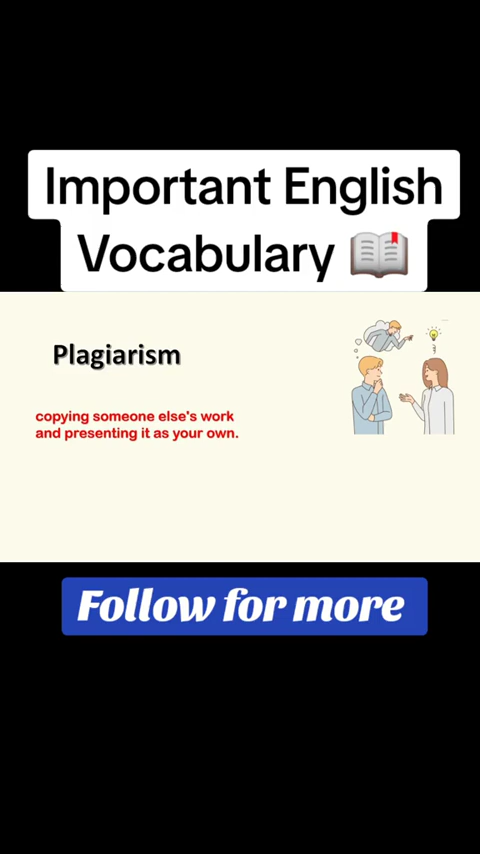 Important English
Vocabulary 📖
Plagiarism
copying someone else's work
and presenting it as your own.
Follow for more